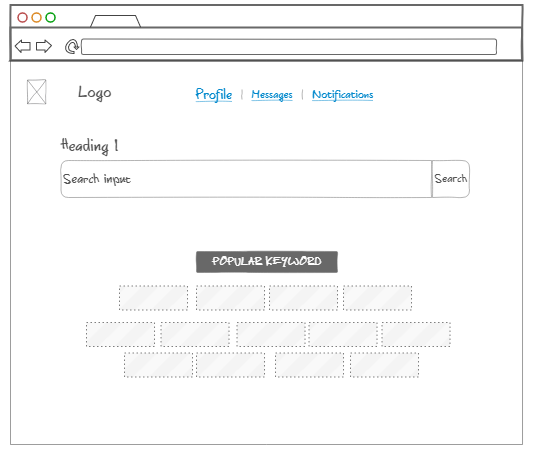 Logo
Profile | Messages | Notifications
Heading 1
Search input
Search
POPULAR KEYWORD